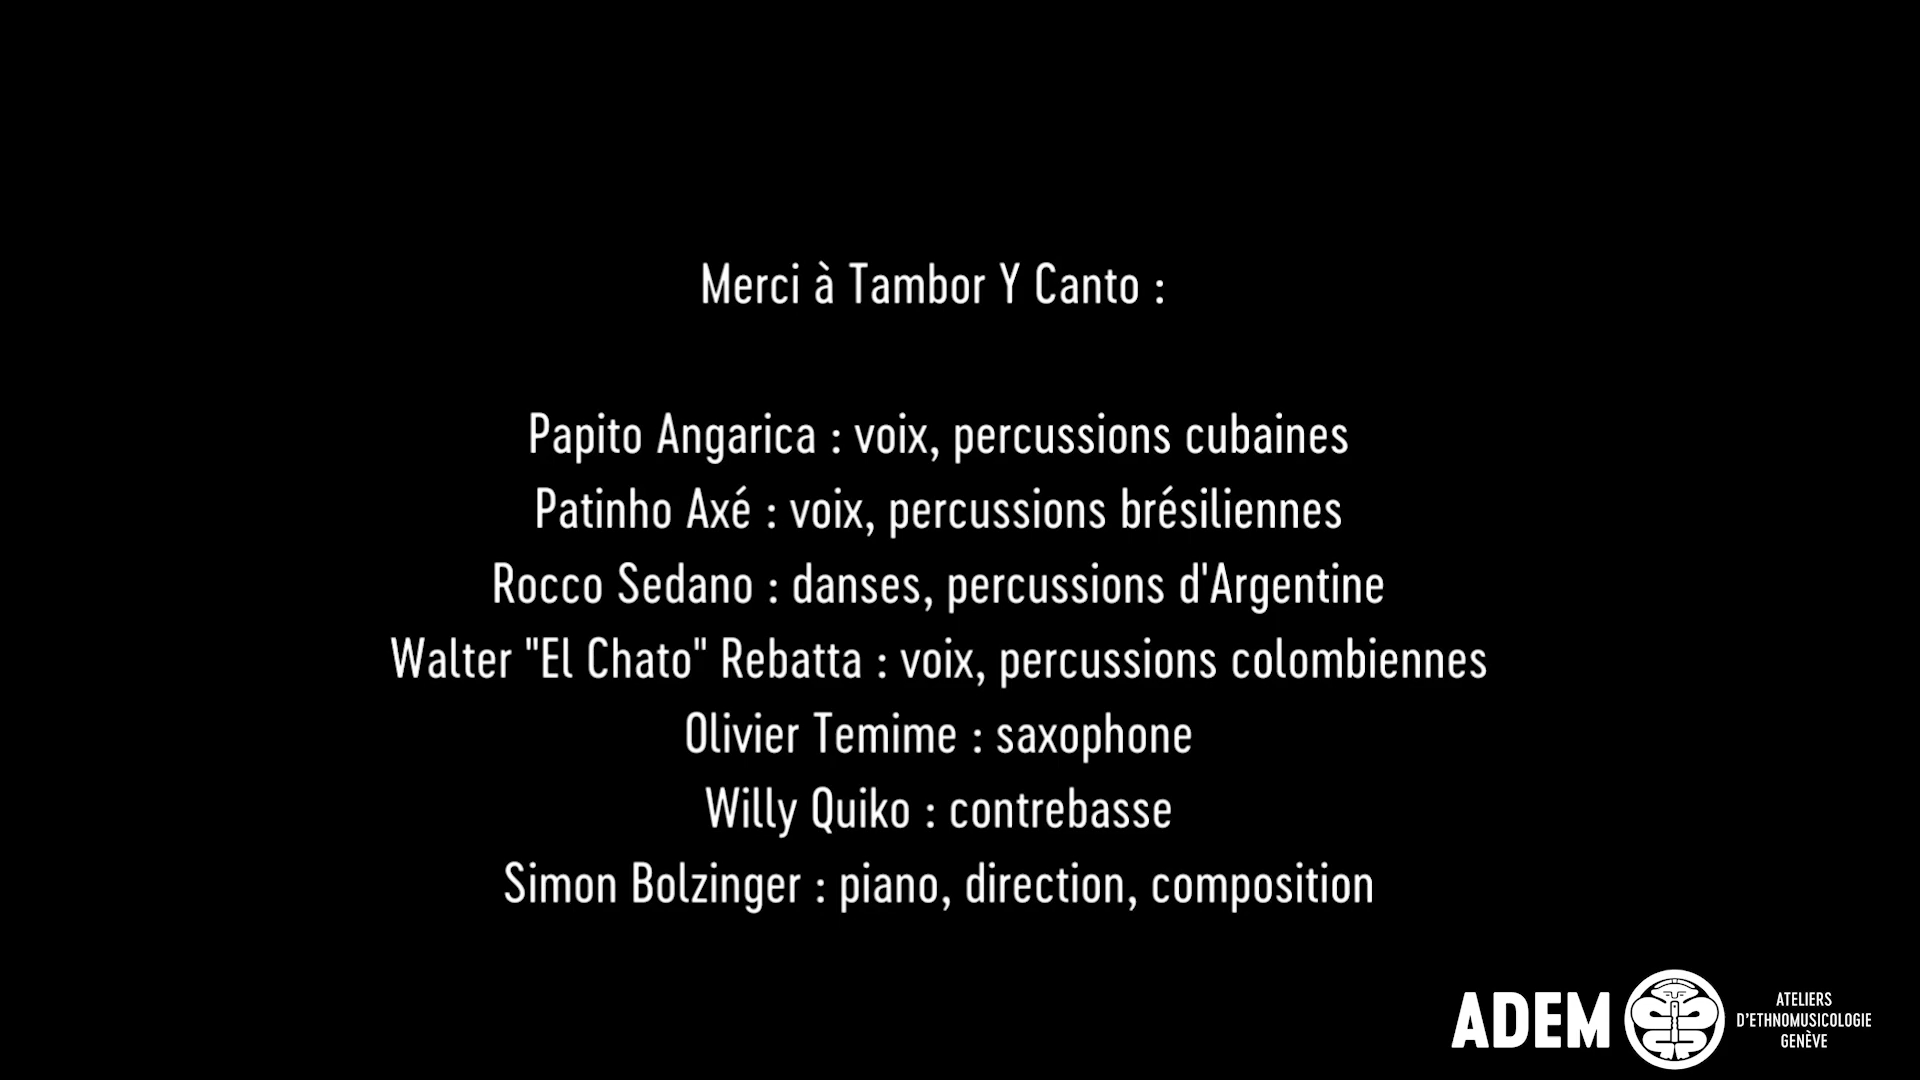 Merci à Tambor Y Canto :
Papito Angarica : voix, percussions cubaines
Patinho Axé : voix, percussions brésiliennes
Rocco Sedano : danses, percussions d'Argentine
Walter "El Chato" Rebatta : voix, percussions colombiennes
Olivier Temime : saxophone
Willy Quiko : contrebasse
Simon Bolzinger : piano, direction, composition
ADEM
ATELIERS
D'ETHNOMUSICOLOGIE
GENÈVE